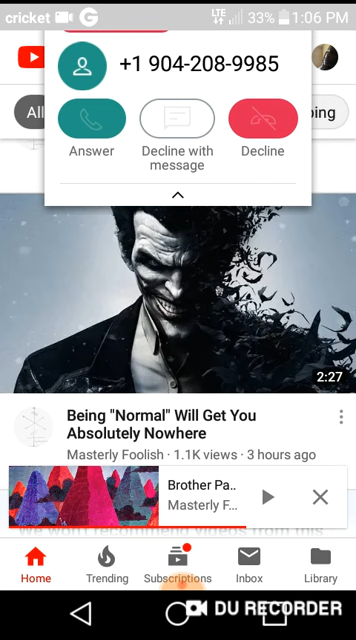 cricket G LTE 33% 1:06 PM
+1 904-208-9985
Answer
Decline with
message
Decline
All
ping
2:27
Being "Normal" Will Get You
Absolutely Nowhere
Masterly Foolish · 1.1K views · 3 hours ago
Brother Pa..
Masterly F...
Home
Trending
Subscriptions
Inbox
Library
DU RECORDER